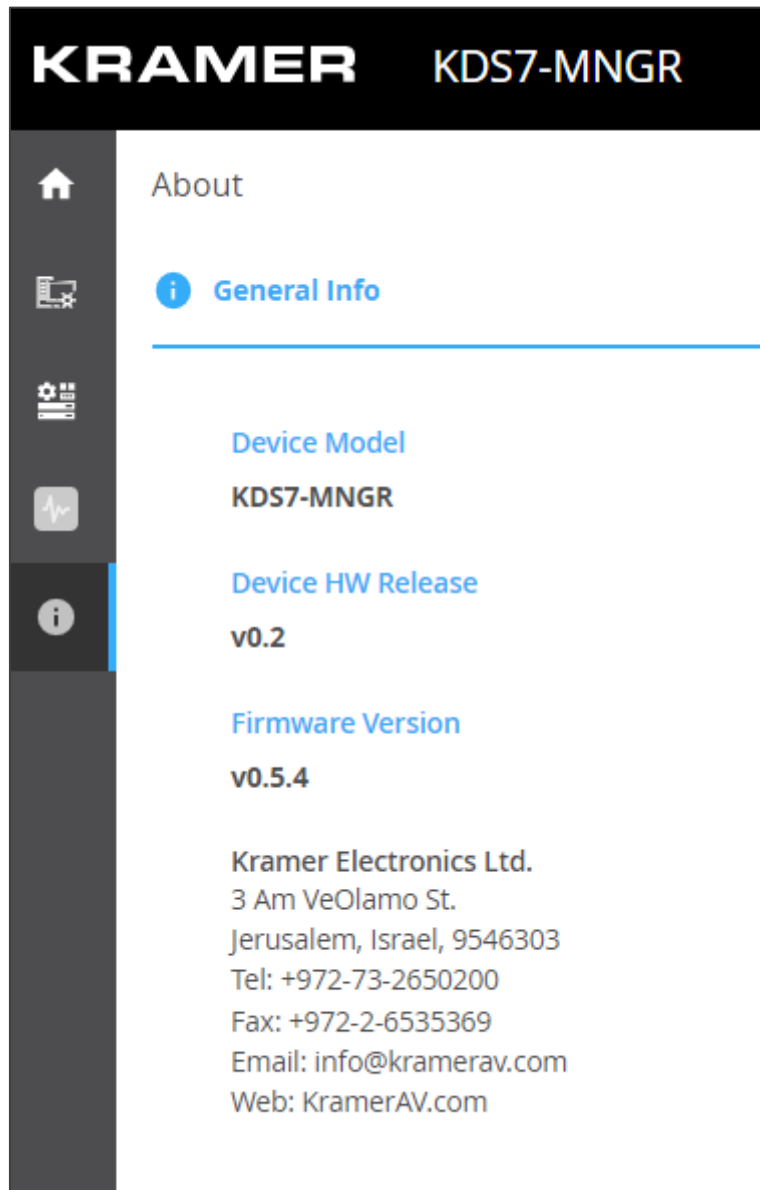 KRAMER KDS7-MNGR
About
General Info
Device Model
KDS7-MNGR
Device HW Release
v0.2
Firmware Version
v0.5.4
Kramer Electronics Ltd.
3 Am VeOlamo St.
Jerusalem, Israel, 9546303
Tel: +972-73-2650200
Fax: +972-2-6535369
Email: info@kramerav.com
Web: KramerAV.com